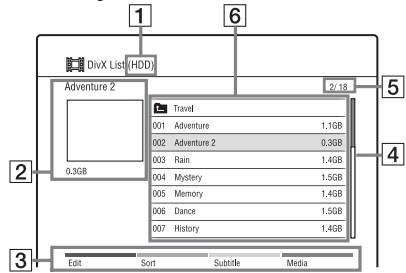 1
6
DivX List (HDD)
Adventure 2
2/ 18
5
Travel
001 Adventure 1.1GB
002 Adventure 2 0.3GB
003 Rain 1.4GB
004 Mystery 1.5GB
005 Memory 1.4GB
006 Dance 1.5GB
007 History 1.4GB
0.3GB
2
4
3
Edit Sort Subtitle Media